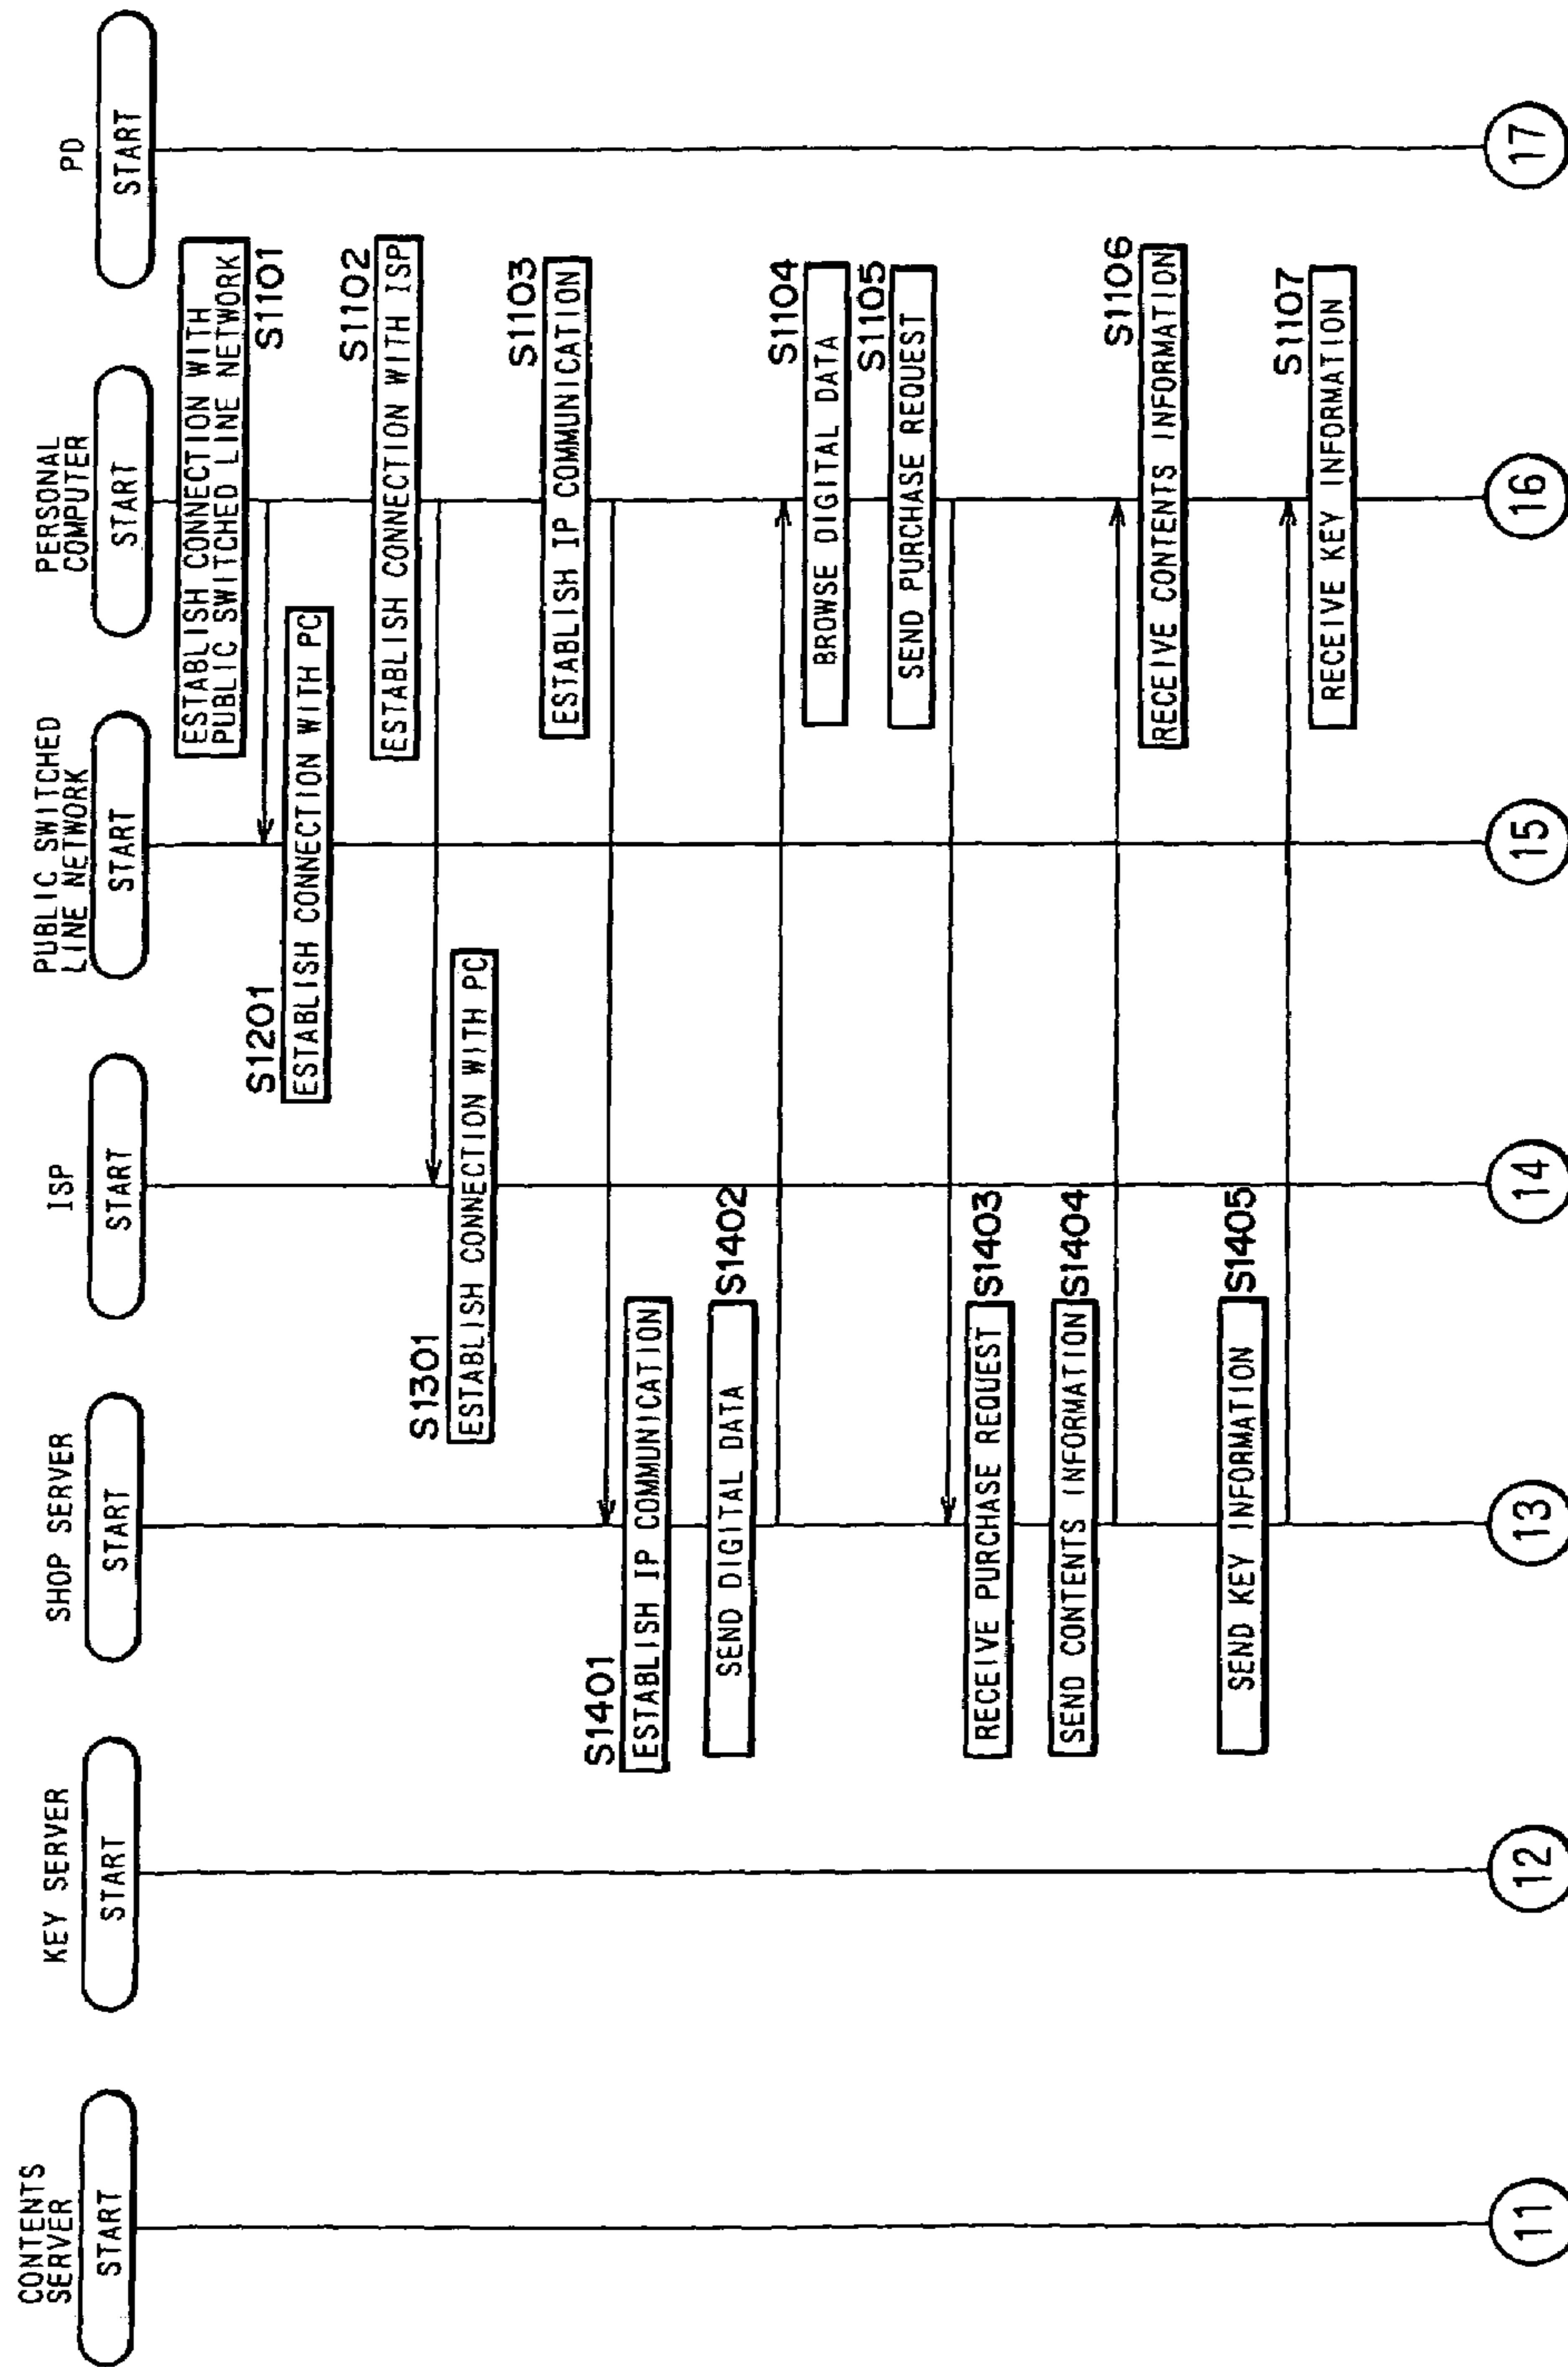 CONTENTS
SERVER
KEY SERVER
SHOP SERVER
ISP
PUBLIC SWITCHED
LINE NETWORK
PERSONAL
COMPUTER
PD
START
START
START
START
START
START
START
ESTABLISH CONNECTION WITH
PUBLIC SWITCHED LINE NETWORK
S1101
S1201
ESTABLISH CONNECTION WITH PC
S1102
ESTABLISH CONNECTION WITH ISP
S1301
ESTABLISH CONNECTION WITH PC
S1103
ESTABLISH IP COMMUNICATION
S1401
ESTABLISH IP COMMUNICATION
SEND DIGITAL DATA
S1402
S1104
BROWSE DIGITAL DATA
S1105
SEND PURCHASE REQUEST
RECEIVE PURCHASE REQUEST
S1403
SEND CONTENTS INFORMATION
S1404
S1106
RECEIVE CONTENTS INFORMATION
SEND KEY INFORMATION
S1405
S1107
RECEIVE KEY INFORMATION
11
12
13
14
15
16
17